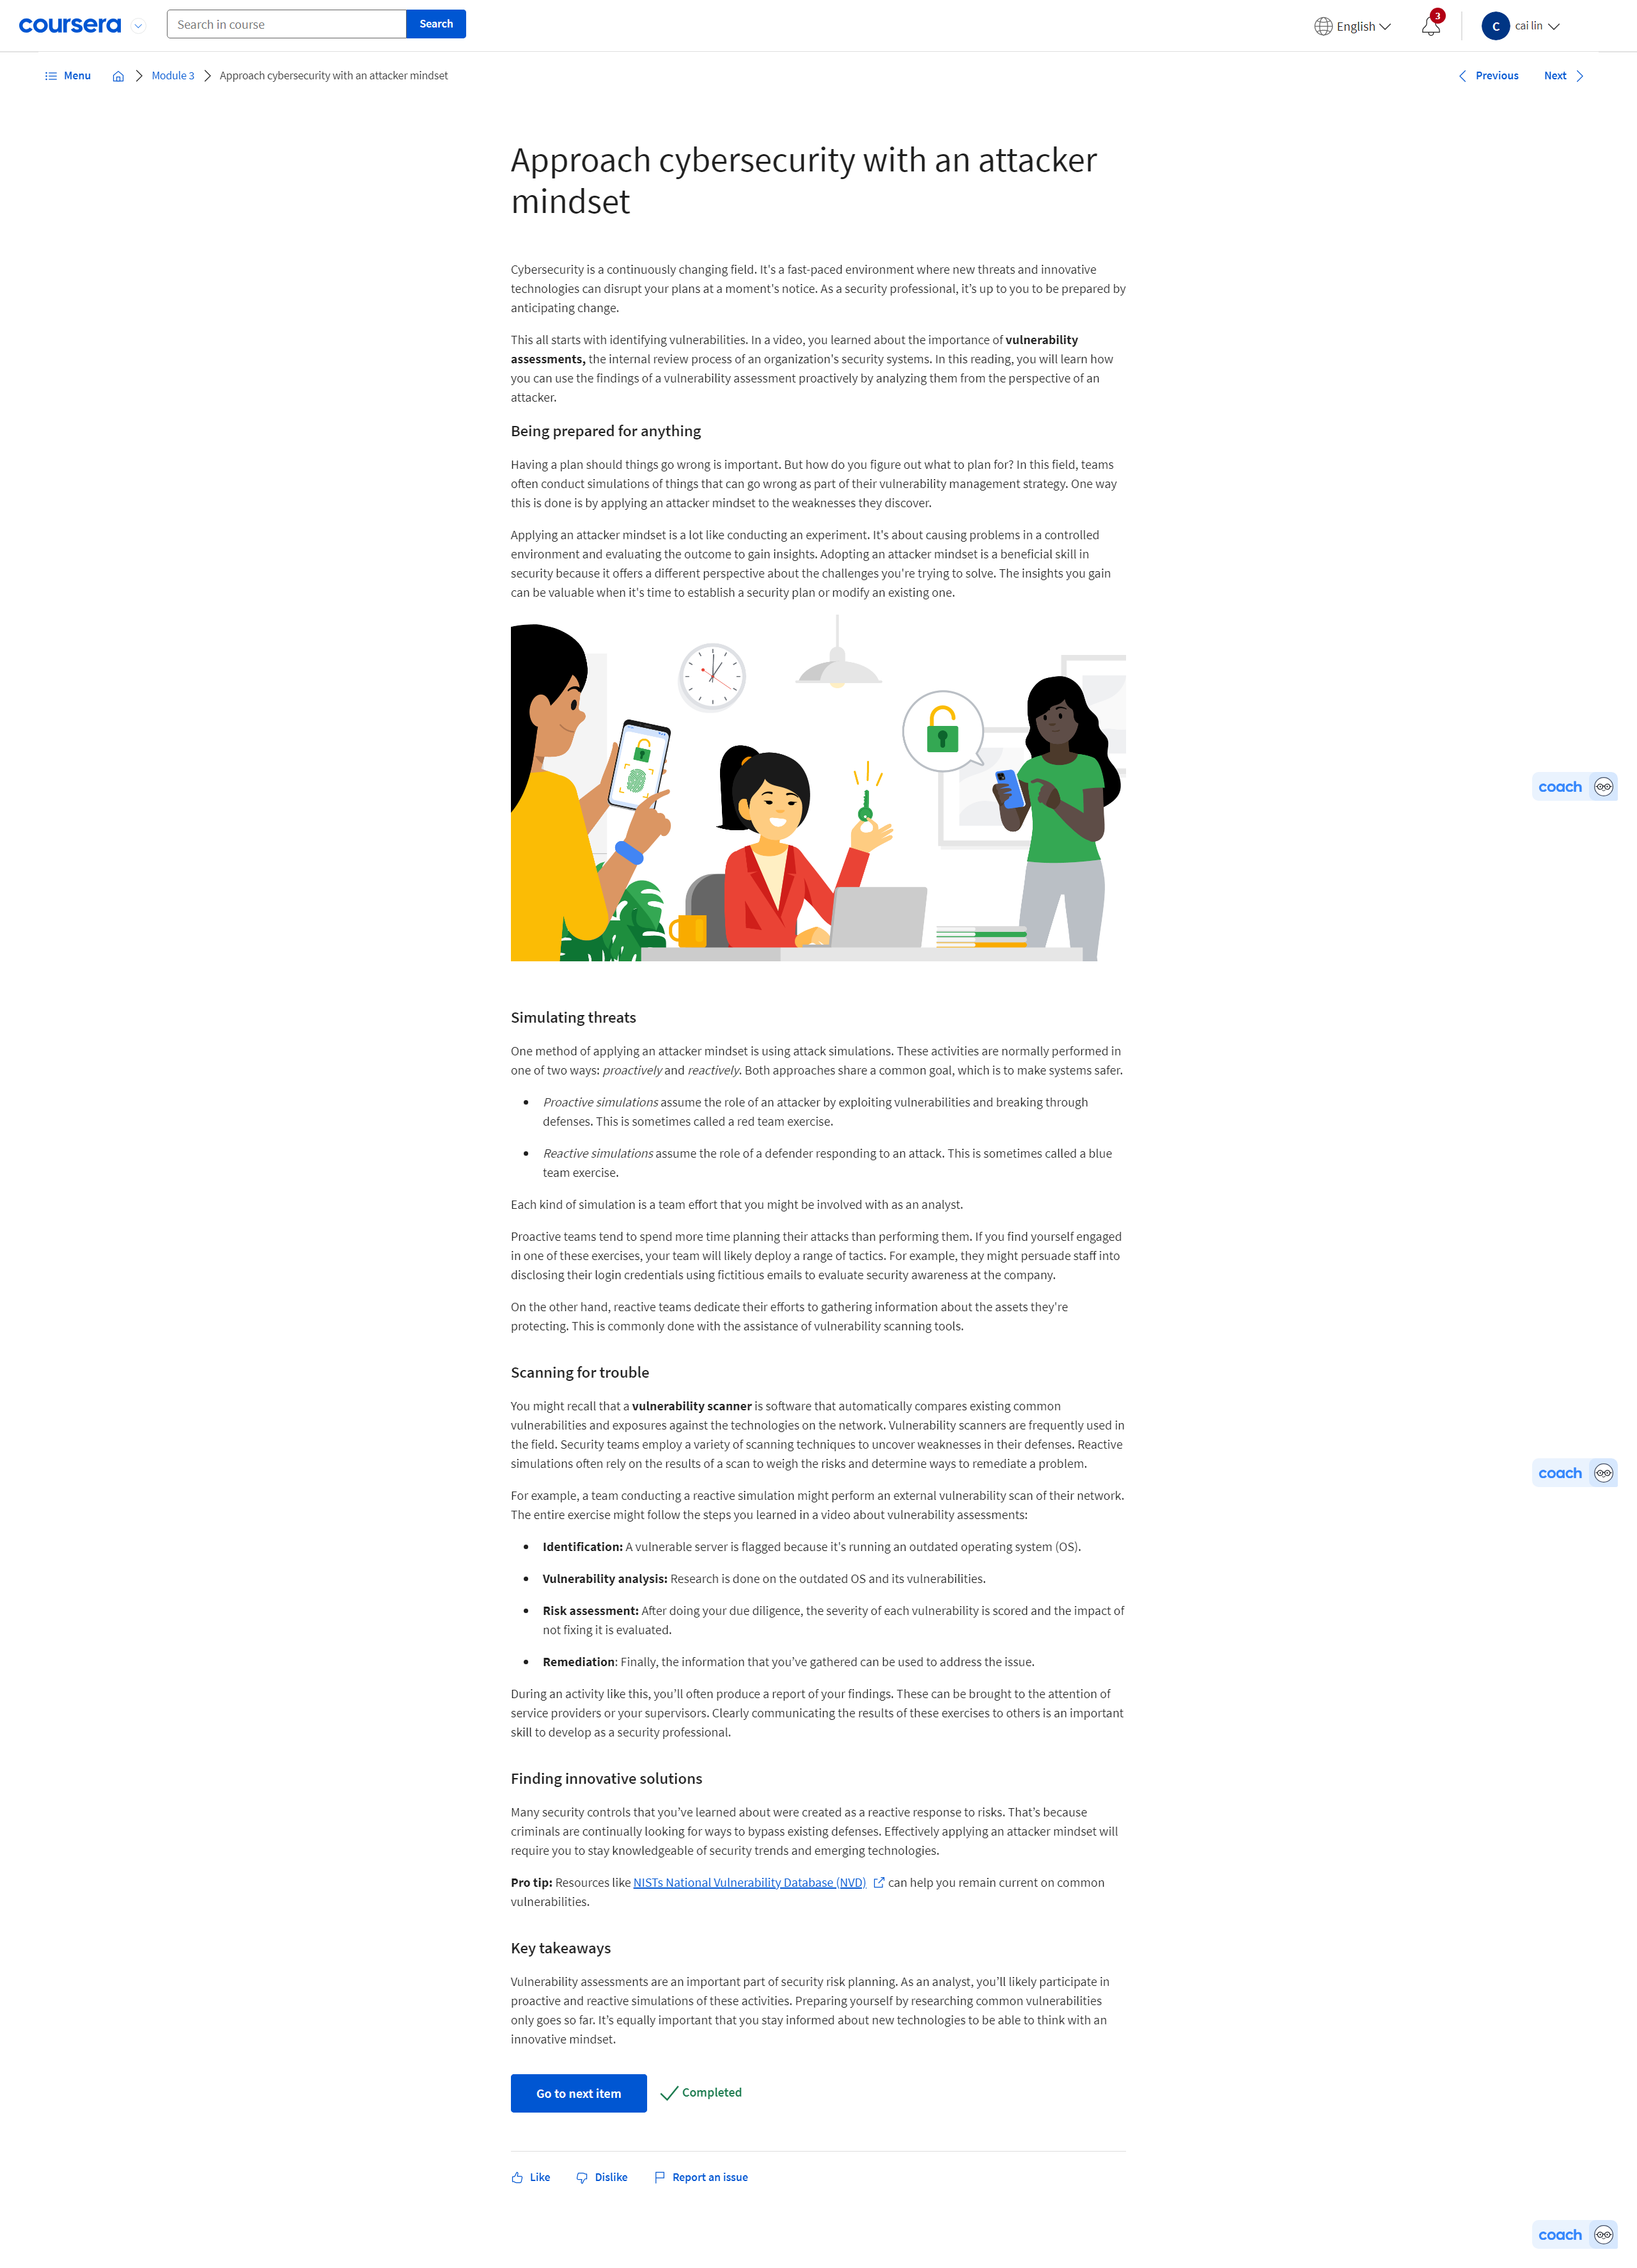 coursera
Search in course
Search
English
3
C
cai lin
Menu
Module 3
Approach cybersecurity with an attacker mindset
Previous
Next
Approach cybersecurity with an attacker
mindset
Cybersecurity is a continuously changing field. It's a fast-paced environment where new threats and innovative
technologies can disrupt your plans at a moment's notice. As a security professional, it’s up to you to be prepared by
anticipating change.
This all starts with identifying vulnerabilities. In a video, you learned about the importance of vulnerability
assessments, the internal review process of an organization's security systems. In this reading, you will learn how
you can use the findings of a vulnerability assessment proactively by analyzing them from the perspective of an
attacker.
Being prepared for anything
Having a plan should things go wrong is important. But how do you figure out what to plan for? In this field, teams
often conduct simulations of things that can go wrong as part of their vulnerability management strategy. One way
this is done is by applying an attacker mindset to the weaknesses they discover.
Applying an attacker mindset is a lot like conducting an experiment. It's about causing problems in a controlled
environment and evaluating the outcome to gain insights. Adopting an attacker mindset is a beneficial skill in
security because it offers a different perspective about the challenges you're trying to solve. The insights you gain
can be valuable when it's time to establish a security plan or modify an existing one.
coach
Simulating threats
One method of applying an attacker mindset is using attack simulations. These activities are normally performed in
one of two ways: proactively and reactively. Both approaches share a common goal, which is to make systems safer.
Proactive simulations assume the role of an attacker by exploiting vulnerabilities and breaking through
defenses. This is sometimes called a red team exercise.
Reactive simulations assume the role of a defender responding to an attack. This is sometimes called a blue
team exercise.
Each kind of simulation is a team effort that you might be involved with as an analyst.
Proactive teams tend to spend more time planning their attacks than performing them. If you find yourself engaged
in one of these exercises, your team will likely deploy a range of tactics. For example, they might persuade staff into
disclosing their login credentials using fictitious emails to evaluate security awareness at the company.
On the other hand, reactive teams dedicate their efforts to gathering information about the assets they're
protecting. This is commonly done with the assistance of vulnerability scanning tools.
Scanning for trouble
You might recall that a vulnerability scanner is software that automatically compares existing common
vulnerabilities and exposures against the technologies on the network. Vulnerability scanners are frequently used in
the field. Security teams employ a variety of scanning techniques to uncover weaknesses in their defenses. Reactive
simulations often rely on the results of a scan to weigh the risks and determine ways to remediate a problem.
coach
For example, a team conducting a reactive simulation might perform an external vulnerability scan of their network.
The entire exercise might follow the steps you learned in a video about vulnerability assessments:
Identification: A vulnerable server is flagged because it's running an outdated operating system (OS).
Vulnerability analysis: Research is done on the outdated OS and its vulnerabilities.
Risk assessment: After doing your due diligence, the severity of each vulnerability is scored and the impact of
not fixing it is evaluated.
Remediation: Finally, the information that you’ve gathered can be used to address the issue.
During an activity like this, you’ll often produce a report of your findings. These can be brought to the attention of
service providers or your supervisors. Clearly communicating the results of these exercises to others is an important
skill to develop as a security professional.
Finding innovative solutions
Many security controls that you’ve learned about were created as a reactive response to risks. That’s because
criminals are continually looking for ways to bypass existing defenses. Effectively applying an attacker mindset will
require you to stay knowledgeable of security trends and emerging technologies.
Pro tip: Resources like NISTs National Vulnerability Database (NVD) can help you remain current on common
vulnerabilities.
Key takeaways
Vulnerability assessments are an important part of security risk planning. As an analyst, you’ll likely participate in
proactive and reactive simulations of these activities. Preparing yourself by researching common vulnerabilities
only goes so far. It’s equally important that you stay informed about new technologies to be able to think with an
innovative mindset.
Go to next item
Completed
Like
Dislike
Report an issue
coach